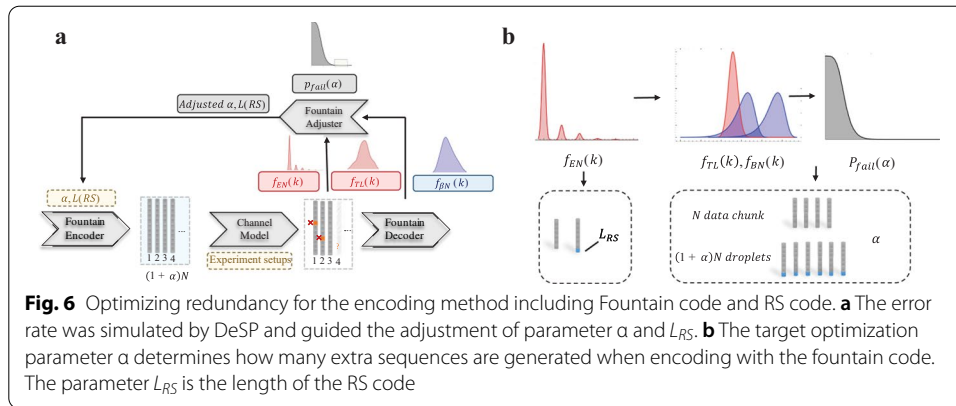 a
p_fail(α)
Adjusted α, L(RS)
Fountain
Adjuster
f_EN(k)
f_TL(k)
f_βN(k)
α, L(RS)
Fountain
Encoder
1 2 3 4
...
(1 + α)N
Channel
Model
Experiment setups
1 2 3 4
...
Fountain
Decoder
b
f_EN(k)
f_TL(k), f_βN(k)
P_fail(α)
L_RS
N data chunk
α
(1 + α)N droplets
Fig. 6 Optimizing redundancy for the encoding method including Fountain code and RS code. a The error
rate was simulated by DeSP and guided the adjustment of parameter α and L_RS. b The target optimization
parameter α determines how many extra sequences are generated when encoding with the fountain code.
The parameter L_RS is the length of the RS code